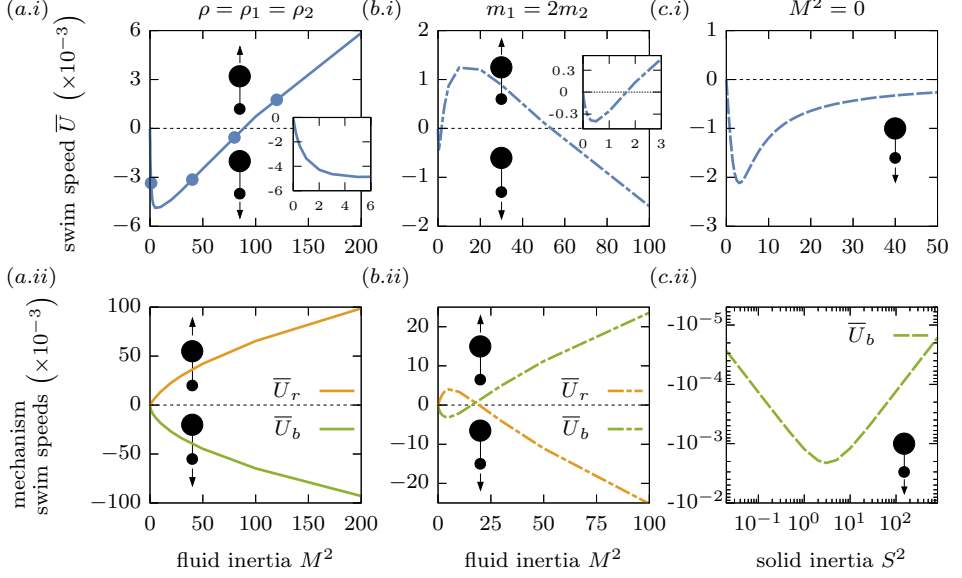 (a.i)
ρ = ρ₁ = ρ₂
(b.i)
m₁ = 2m₂
(c.i)
M² = 0
swim speed U̅ (×10⁻³)
6
3
0
−3
−6
0 50 100 150 200
0
-2
-4
-6
0 2 4 6
2
1
0
−1
−2
0 20 40 60 80 100
0.3
0
-0.3
0 1 2 3
1
0
−1
−2
−3
0 10 20 30 40 50
(a.ii)
(b.ii)
(c.ii)
mechanism
swim speeds (×10⁻³)
100
50
0
−50
−100
0 50 100 150 200
U̅r
U̅b
fluid inertia M²
20
10
0
−10
−20
0 25 50 75 100
U̅r
U̅b
fluid inertia M²
-10⁻⁵
-10⁻⁴
-10⁻³
-10⁻²
10⁻¹ 10⁰ 10¹ 10²
U̅b
solid inertia S²